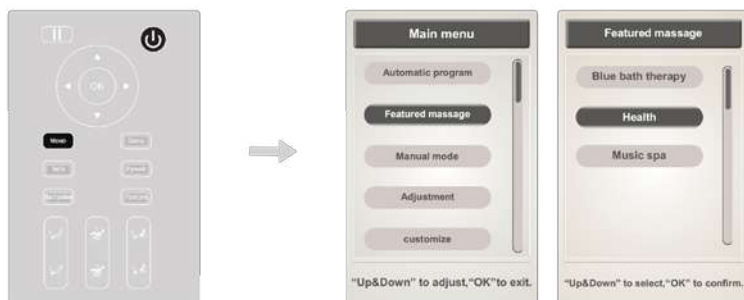 OK
Menu
Main menu
Automatic program
Featured massage
Manual mode
Adjustment
customize
"Up&Down" to adjust,"OK"to exit.
Featured massage
Blue bath therapy
Health
Music spa
"Up&Down" to select,"OK" to confirm.